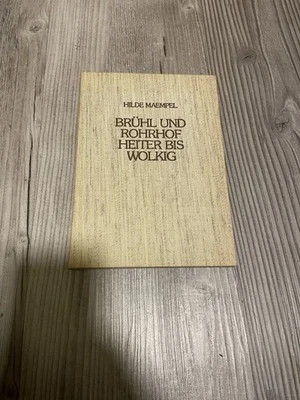 HILDE MAEMPEL
BRÜHL UND
ROHRHOF
HEITER BIS
WOLKIG